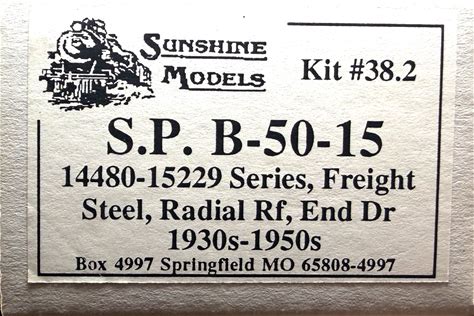 SUNSHINE
MODELS
Kit #38.2
S.P. B-50-15
14480-15229 Series, Freight
Steel, Radial Rf, End Dr
1930s-1950s
Box 4997 Springfield MO 65808-4997